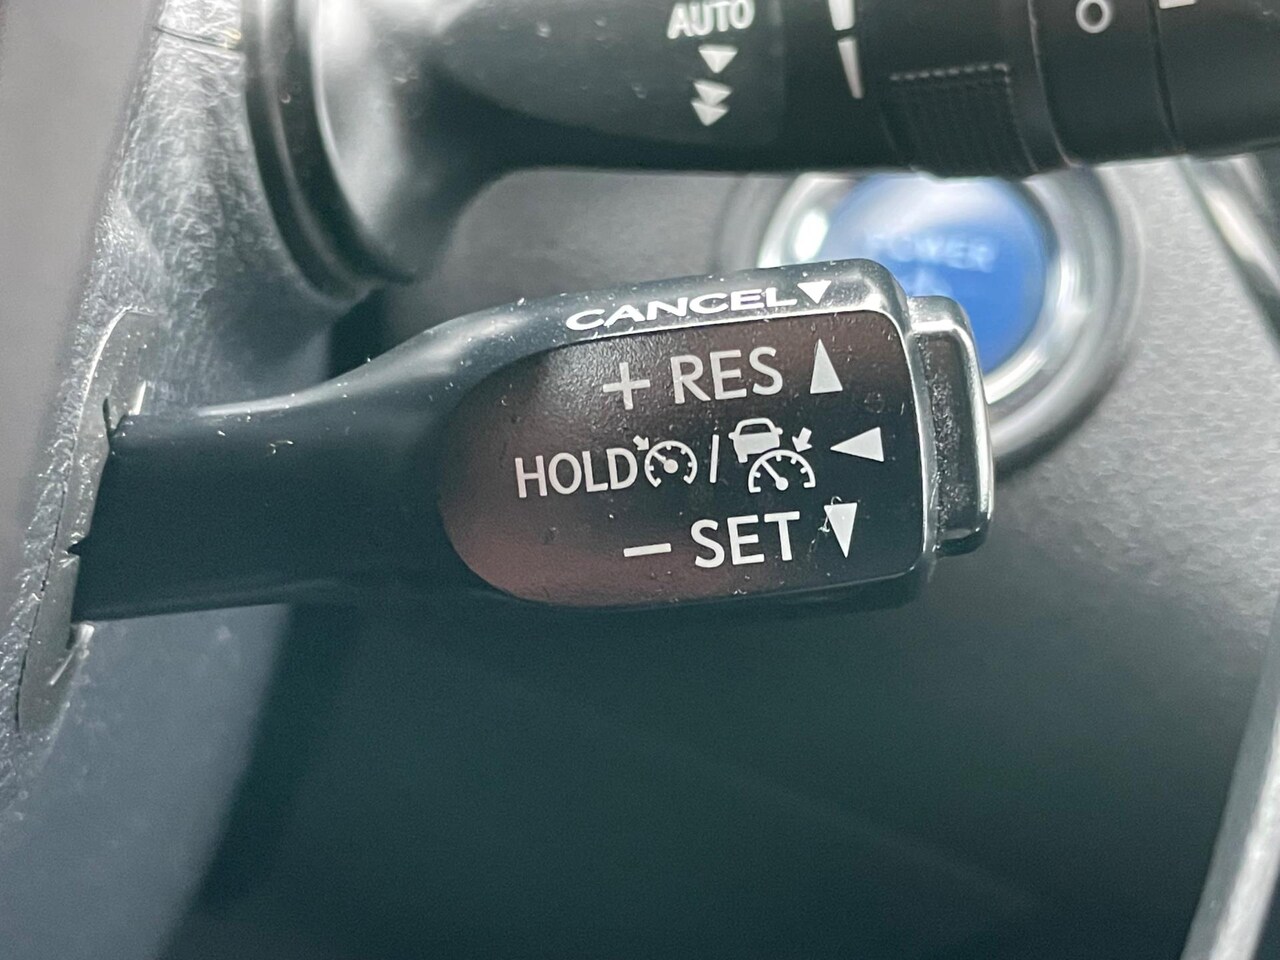 AUTO
O
POWER
CANCEL
+ RES
HOLD /
— SET